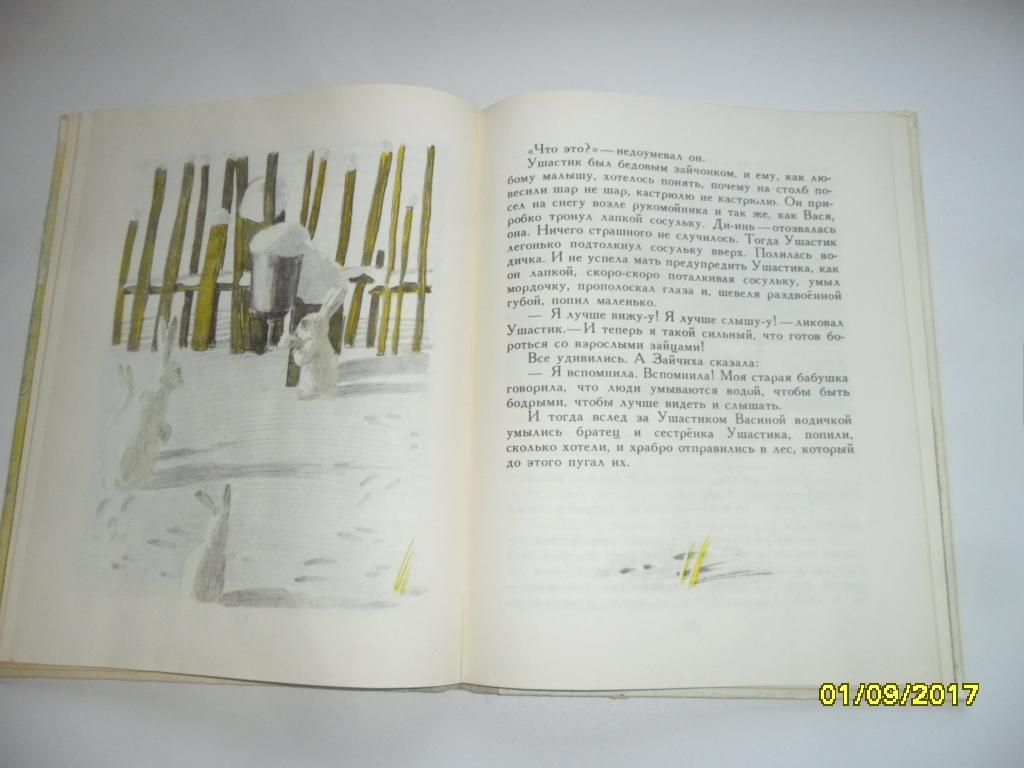 «Что это?» — недоумевал он.
Ушастик был бедовым зайчонком, и ему, как лю-
бому малышу, хотелось понять, почему на столб по-
весили шар не шар, кастрюлю не кастрюлю. Он при-
сел на снегу возле рукомойника и так же, как Вася,
робко тронул лапкой сосульку. Ди-инь — отозвалась
она. Ничего страшного не случилось. Тогда Ушастик
легонько подтолкнул сосульку вверх. Полилась во-
дичка. И не успела мать предупредить Ушастика, как
он лапкой, скоро-скоро поталкивая сосульку, умыл
мордочку, прополоскал глаза и, шевеля раздвоённой
губой, попил маленько.
— Я лучше вижу-у! Я лучше слышу-у! — ликовал
Ушастик.— И теперь я такой сильный, что готов бо-
роться со взрослыми зайцами!
Все удивились. А Зайчиха сказала:
— Я вспомнила. Вспомнила! Моя старая бабушка
говорила, что люди умываются водой, чтобы быть
бодрыми, чтобы лучше видеть и слышать.
И тогда вслед за Ушастиком Васиной водичкой
умылись братец и сестрёнка Ушастика, попили,
сколько хотели, и храбро отправились в лес, который
до этого пугал их.
01/09/2017